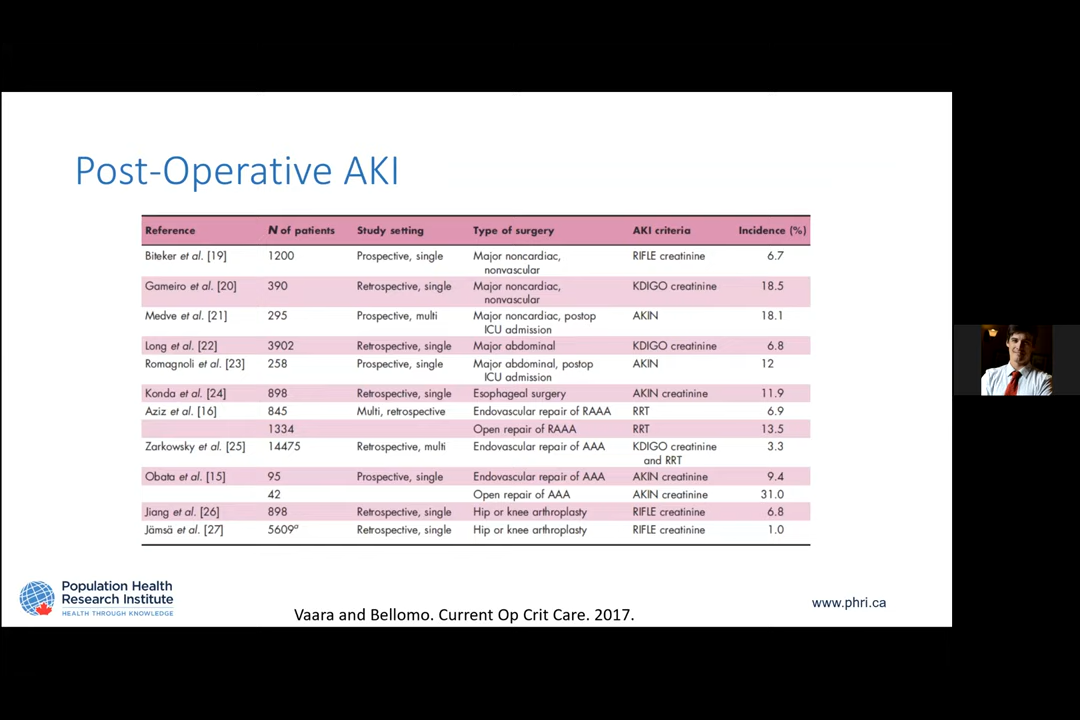 Post-Operative AKI
Reference N of patients Study setting Type of surgery AKI criteria Incidence (%)
Biteker et al. [19] 1200 Prospective, single Major noncardiac, RIFLE creatinine 6.7
nonvascular
Gameiro et al. [20] 390 Retrospective, single Major noncardiac, KDIGO creatinine 18.5
nonvascular
Medve et al. [21] 295 Prospective, multi Major noncardiac, postop AKIN 18.1
ICU admission
Long et al. [22] 3902 Retrospective, single Major abdominal KDIGO creatinine 6.8
Romagnoli et al. [23] 258 Prospective, single Major abdominal, postop AKIN 12
ICU admission
Konda et al. [24] 898 Retrospective, single Esophageal surgery AKIN creatinine 11.9
Aziz et al. [16] 845 Multi, retrospective Endovascular repair of RAAA RRT 6.9
1334 Open repair of RAAA RRT 13.5
Zarkowsky et al. [25] 14475 Retrospective, multi Endovascular repair of AAA KDIGO creatinine 3.3
and RRT
Obata et al. [15] 95 Prospective, single Endovascular repair of AAA AKIN creatinine 9.4
42 Open repair of AAA AKIN creatinine 31.0
Jiang et al. [26] 898 Retrospective, single Hip or knee arthroplasty RIFLE creatinine 6.8
Jämsä et al. [27] 5609a Retrospective, single Hip or knee arthroplasty RIFLE creatinine 1.0
Population Health
Research Institute
HEALTH THROUGH KNOWLEDGE
www.phri.ca
Vaara and Bellomo. Current Op Crit Care. 2017.